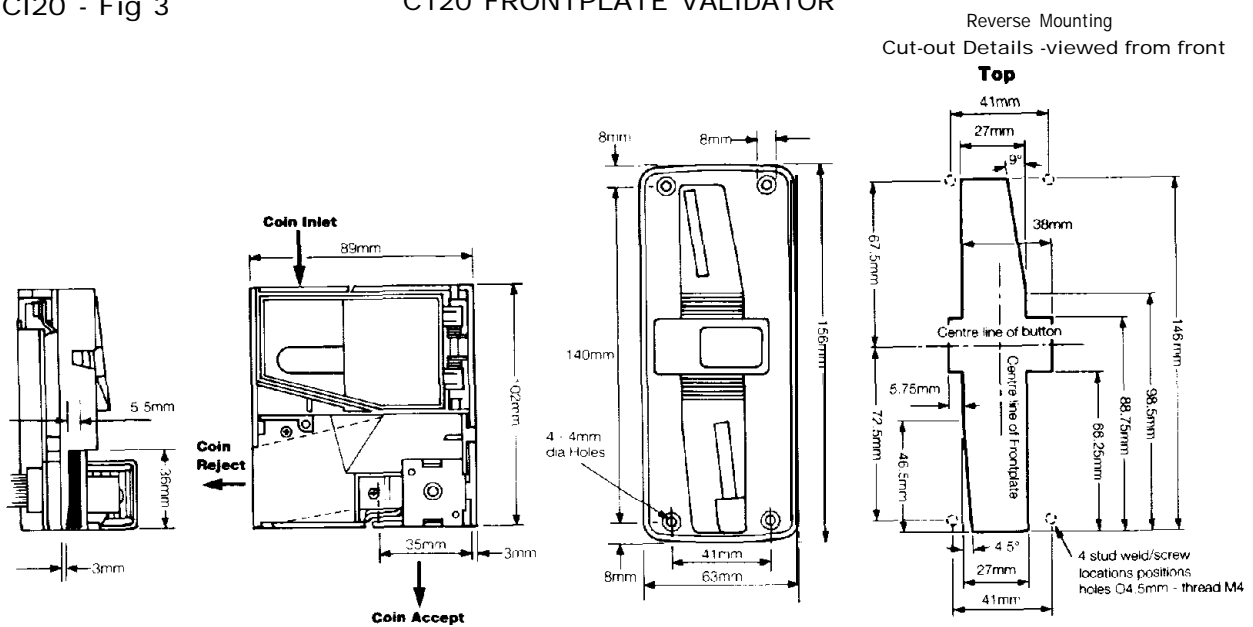 CI20 - Fig 3
C120 FRONTPLATE VALIDATOR
Reverse Mounting
Cut-out Details -viewed from front
Top
41mm
27mm
9°
38mm
67.5mm
146mm
Centre line of button
Centre line of Frontplate
5.75mm
72.5mm
46.5mm
66.25mm
88.75mm
98.5mm
4.5°
27mm
41mm
4 stud weld/screw
locations positions
holes O4.5mm - thread M4
8mm
8mm
140mm
156mm
4 - 4mm
dia Holes
8mm
41mm
63mm
Coin Inlet
89mm
102mm
Coin
Reject
35mm
3mm
Coin Accept
5.5mm
36mm
3mm